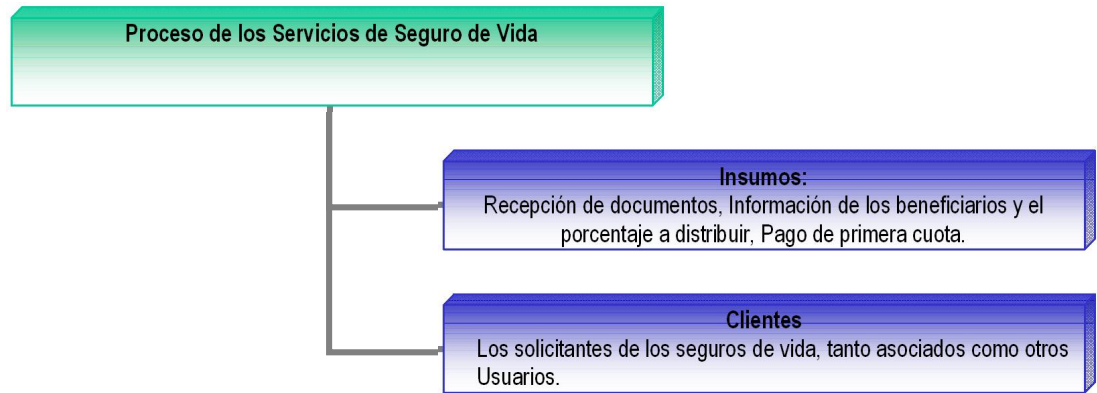 Proceso de los Servicios de Seguro de Vida
Insumos:
Recepción de documentos, Información de los beneficiarios y el
porcentaje a distribuir, Pago de primera cuota.
Clientes
Los solicitantes de los seguros de vida, tanto asociados como otros
Usuarios.